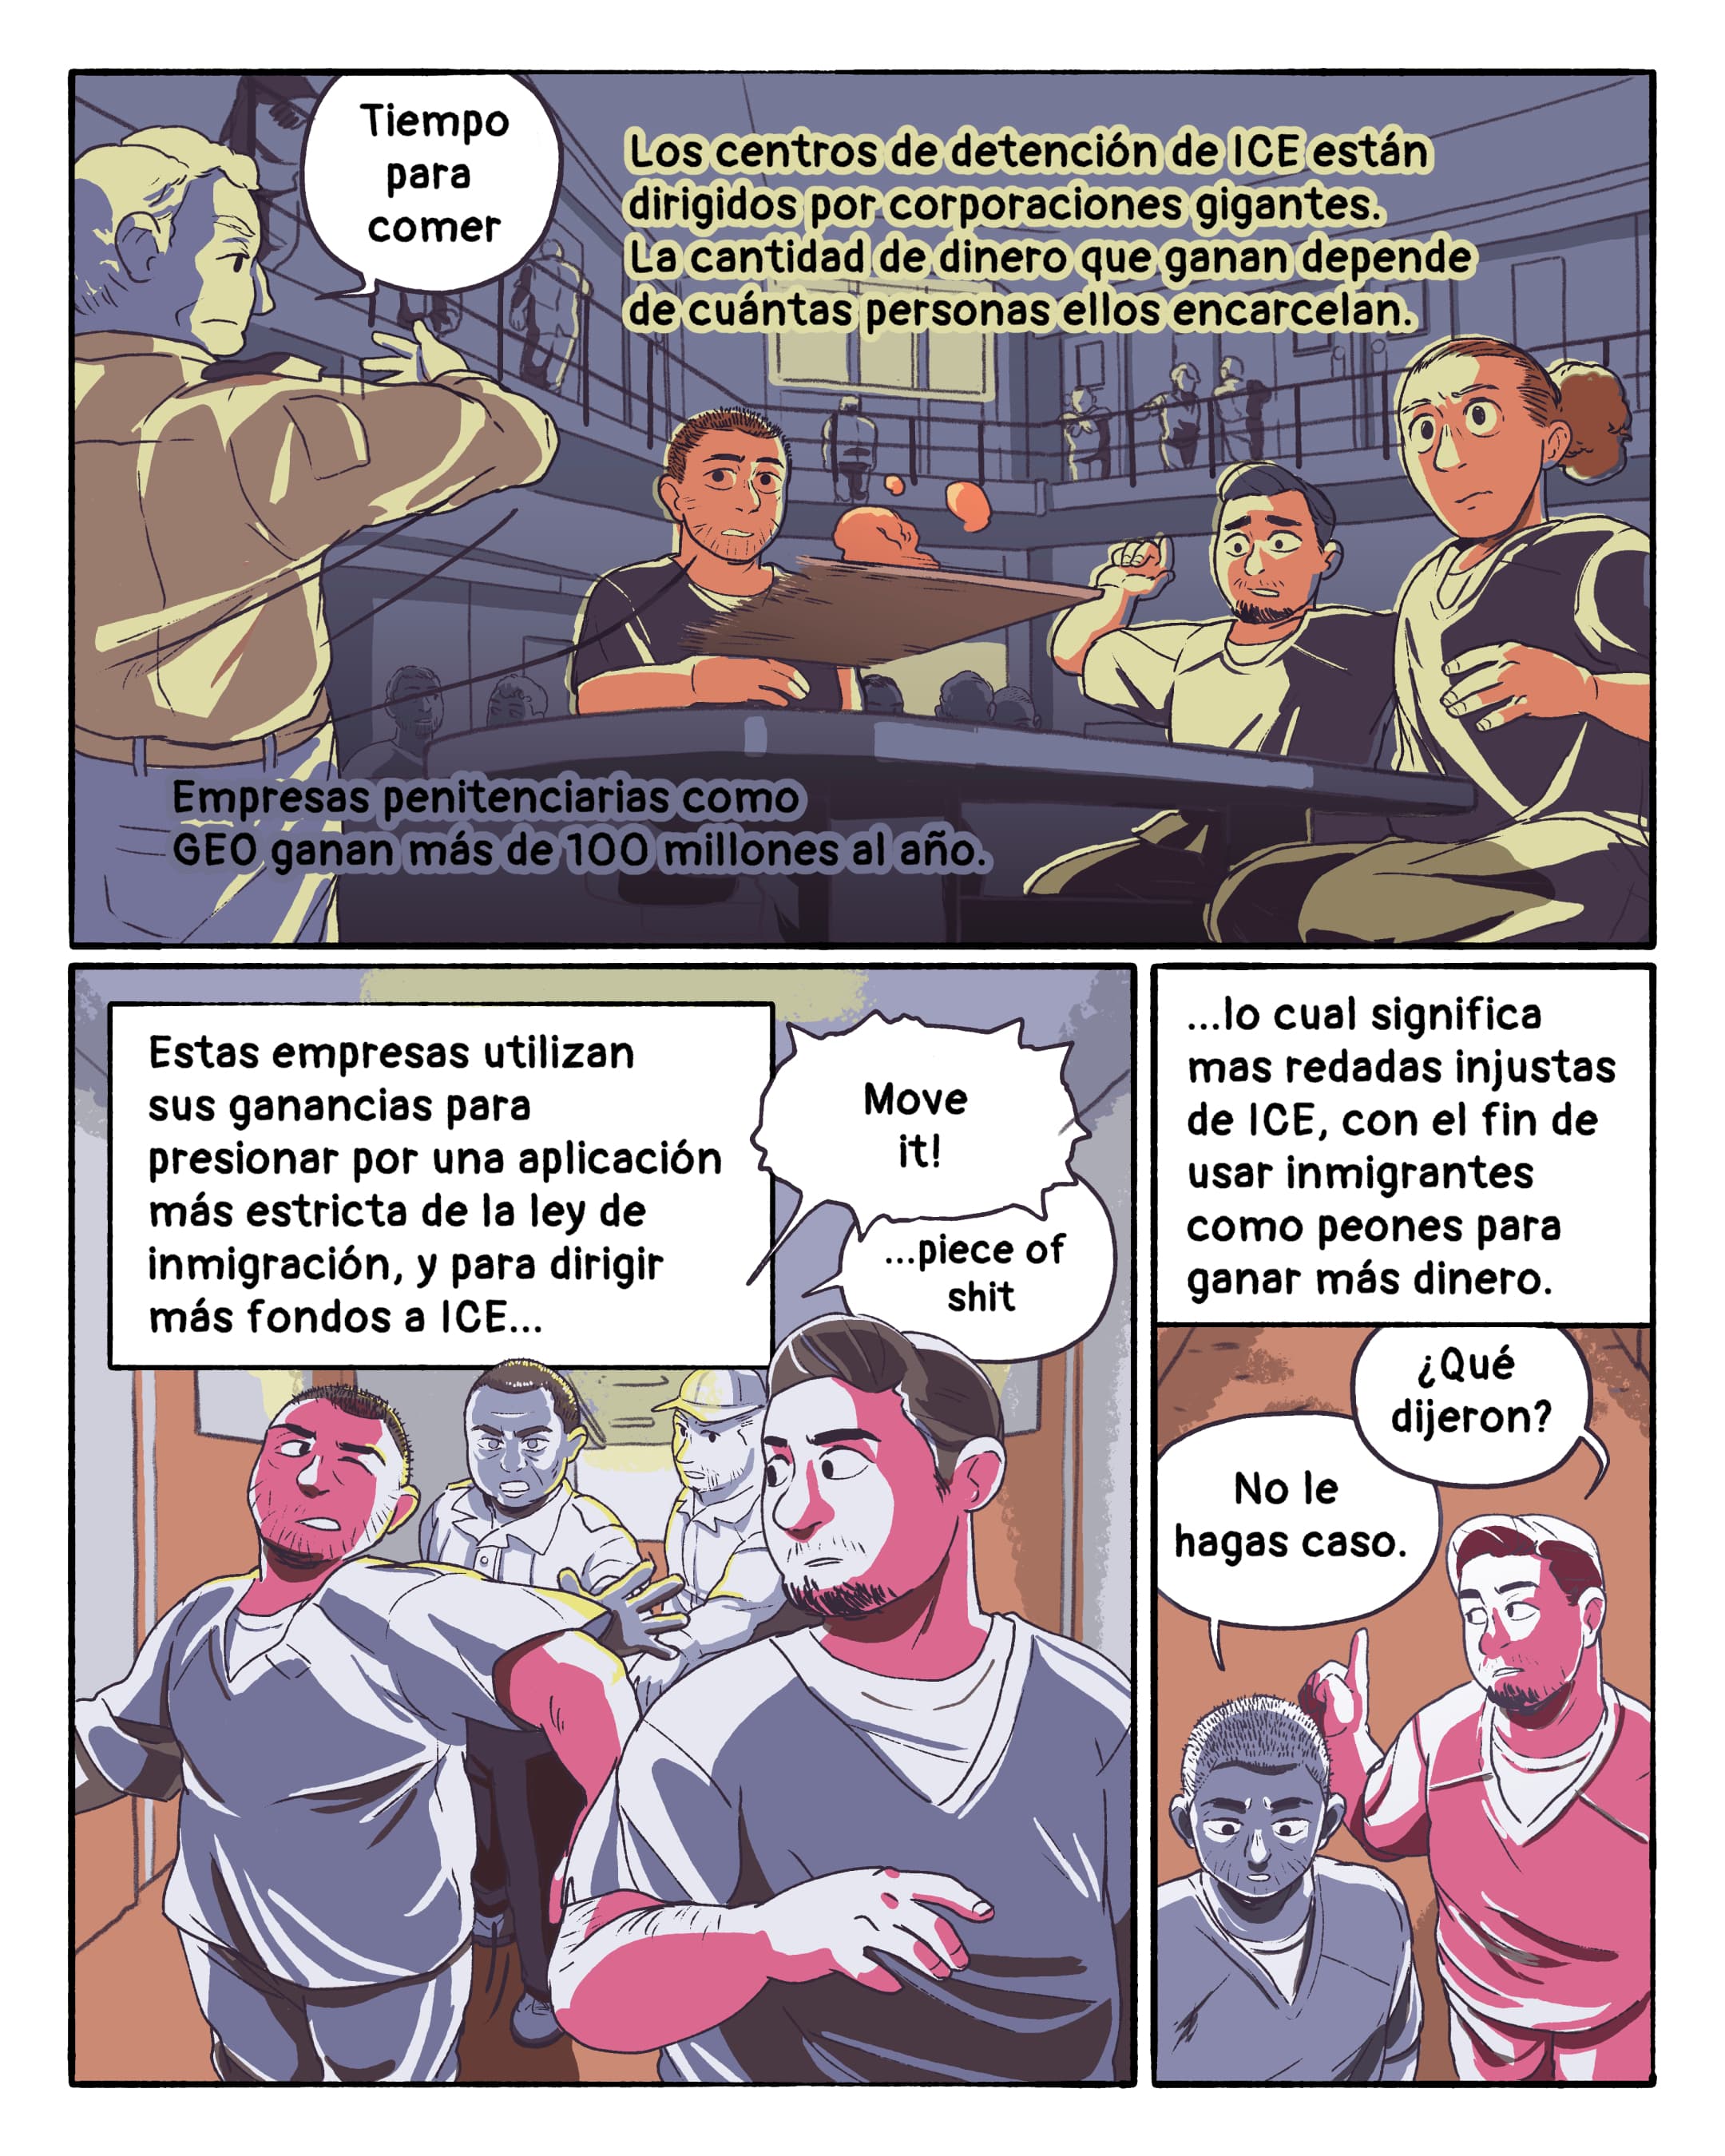 Tiempo
para
comer
Los centros de detención de ICE están
dirigidos por corporaciones gigantes.
La cantidad de dinero que ganan depende
de cuántas personas ellos encarcelan.
Empresas penitenciarias como
GEO ganan más de 100 millones al año.
Estas empresas utilizan
sus ganancias para
presionar por una aplicación
más estricta de la ley de
inmigración, y para dirigir
más fondos a ICE...
Move
it!
...piece of
shit
...lo cual significa
mas redadas injustas
de ICE, con el fin de
usar inmigrantes
como peones para
ganar más dinero.
¿Qué
dijeron?
No le
hagas caso.